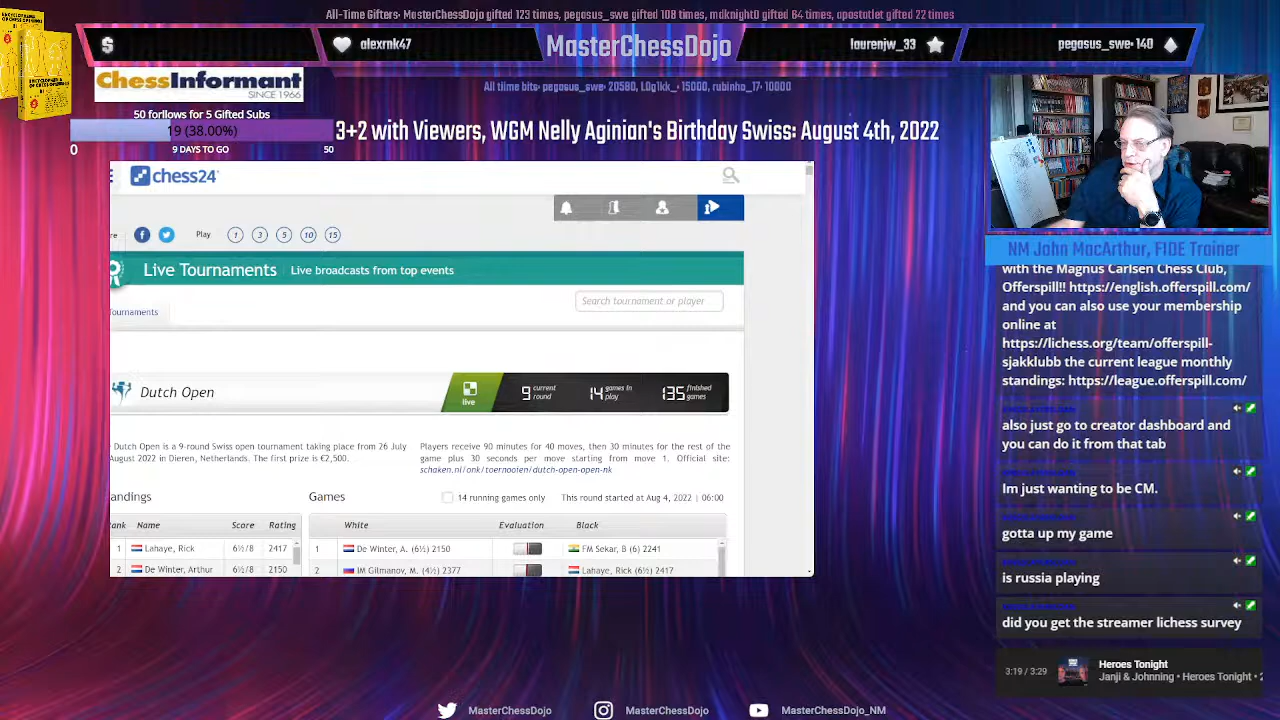 All-Time Gifters: MasterChessDojo gifted 123 times, pegasus_swe gifted 108 times, mdknight0 gifted 64 times, apostatlet gifted 22 times
$
alexrnk47
MasterChessDojo
laurenjw_33
pegasus_swe: 140
ChessInformant
SINCE 1966
All tilme bits: pegasus_swe: 20580, L0g1kk_: 15000, rubinho_17: 10000
50 forllows for 5 Gifted Subs
19 (38.00%)
0
9 DAYS TO GO
50
3+2 with Viewers, WGM Nelly Aginian's Birthday Swiss: August 4th, 2022
chess24
re
Play
1
3
5
10
15
Live Tournaments
Live broadcasts from top events
Search tournament or player
Tournaments
Dutch Open
live
9 current round
14 games in play
135 finished games
Dutch Open is a 9-round Swiss open tournament taking place from 26 July
August 2022 in Dieren, Netherlands. The first prize is €2,500.
Players receive 90 minutes for 40 moves, then 30 minutes for the rest of the
game plus 30 seconds per move starting from move 1. Official site:
schaken.nl/onk/toernooien/dutch-open-open-nk
andings
Games
14 running games only
This round started at Aug 4, 2022 | 06:00
ank Name Score Rating
White Evaluation Black
1 Lahaye, Rick 6½/8 2417
1 De Winter, A. (6½) 2150 FM Sekar, B (6) 2241
2 De Winter, Arthur 6½/8 2150
2 IM Gilmanov, M. (4½) 2377 Lahaye, Rick (6½) 2417
NM John MacArthur, FIDE Trainer
with the Magnus Carlsen Chess Club,
Offerspill!! https://english.offerspill.com/
and you can also use your membership
online at
https://lichess.org/team/offerspill-
sjakklubb the current league monthly
standings: https://league.offerspill.com/
also just go to creator dashboard and
you can do it from that tab
Im just wanting to be CM.
gotta up my game
is russia playing
did you get the streamer lichess survey
3:19 / 3:29
Heroes Tonight
Janji & Johnning • Heroes Tonight • 2
MasterChessDojo
MasterChessDojo
MasterChessDojo_NM